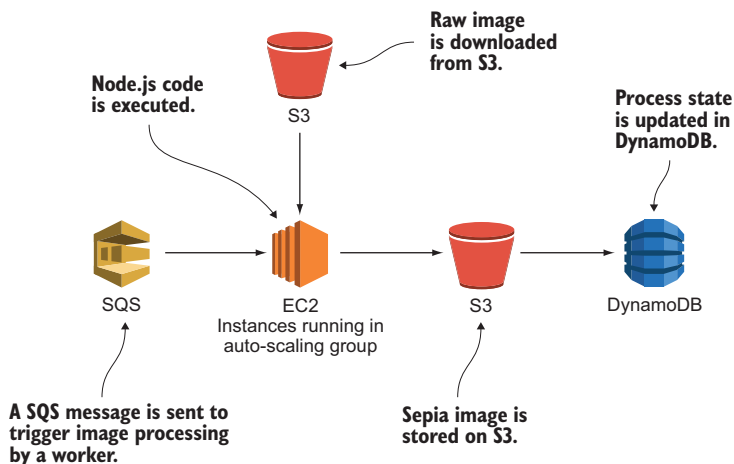 Raw image
is downloaded
from S3.
Node.js code
is executed.
S3
Process state
is updated in
DynamoDB.
SQS
EC2
Instances running in
auto-scaling group
S3
DynamoDB
A SQS message is sent to
trigger image processing
by a worker.
Sepia image is
stored on S3.